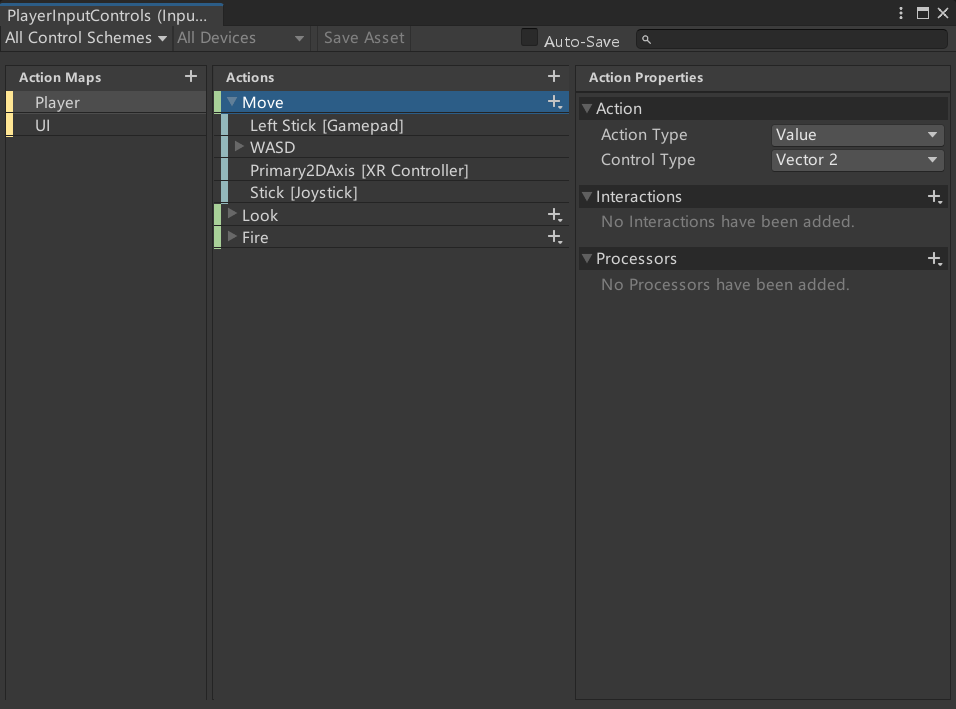 PlayerInputControls (Inpu...
All Control Schemes All Devices Save Asset Auto-Save
Action Maps
Player
UI
Actions
Move
Left Stick [Gamepad]
WASD
Primary2DAxis [XR Controller]
Stick [Joystick]
Look
Fire
Action Properties
Action
Action Type Value
Control Type Vector 2
Interactions
No Interactions have been added.
Processors
No Processors have been added.